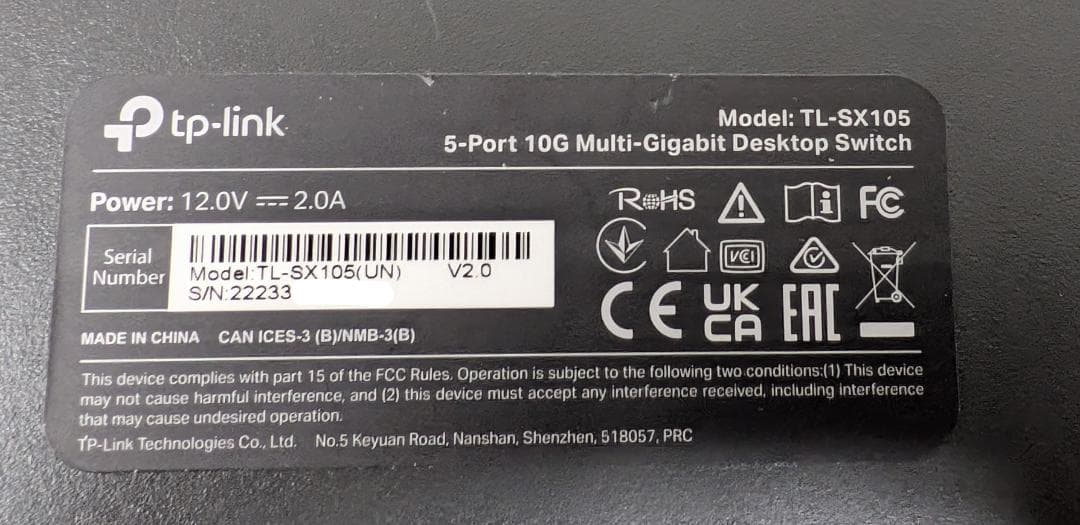 tp-link
Model: TL-SX105
5-Port 10G Multi-Gigabit Desktop Switch
Power: 12.0V ⎓ 2.0A
RoHS
FC
Serial
Number
Model:TL-SX105(UN) V2.0
S/N:22233
VCI
CE
UK
CA
EAC
MADE IN CHINA CAN ICES-3 (B)/NMB-3(B)
This device complies with part 15 of the FCC Rules. Operation is subject to the following two conditions:(1) This device
may not cause harmful interference, and (2) this device must accept any interference received, including interference
that may cause undesired operation.
TP-Link Technologies Co., Ltd. No.5 Keyuan Road, Nanshan, Shenzhen, 518057, PRC